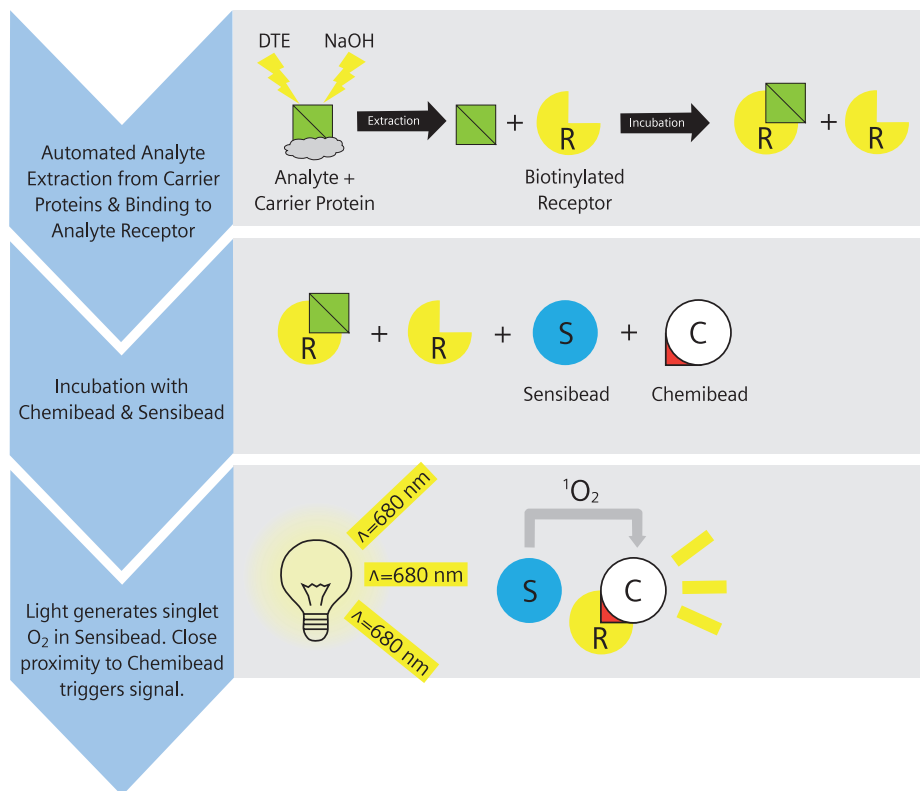 DTE NaOH
Extraction
Incubation
R
R
R
Analyte +
Carrier Protein
Biotinylated
Receptor
+
+
Automated Analyte
Extraction from Carrier
Proteins & Binding to
Analyte Receptor
R + R + S + C
Sensibead Chemibead
Incubation with
Chemibead & Sensibead
Λ=680 nm
Λ=680 nm
Λ=680 nm
¹O₂
S
C
R
Light generates singlet
O₂ in Sensibead. Close
proximity to Chemibead
triggers signal.